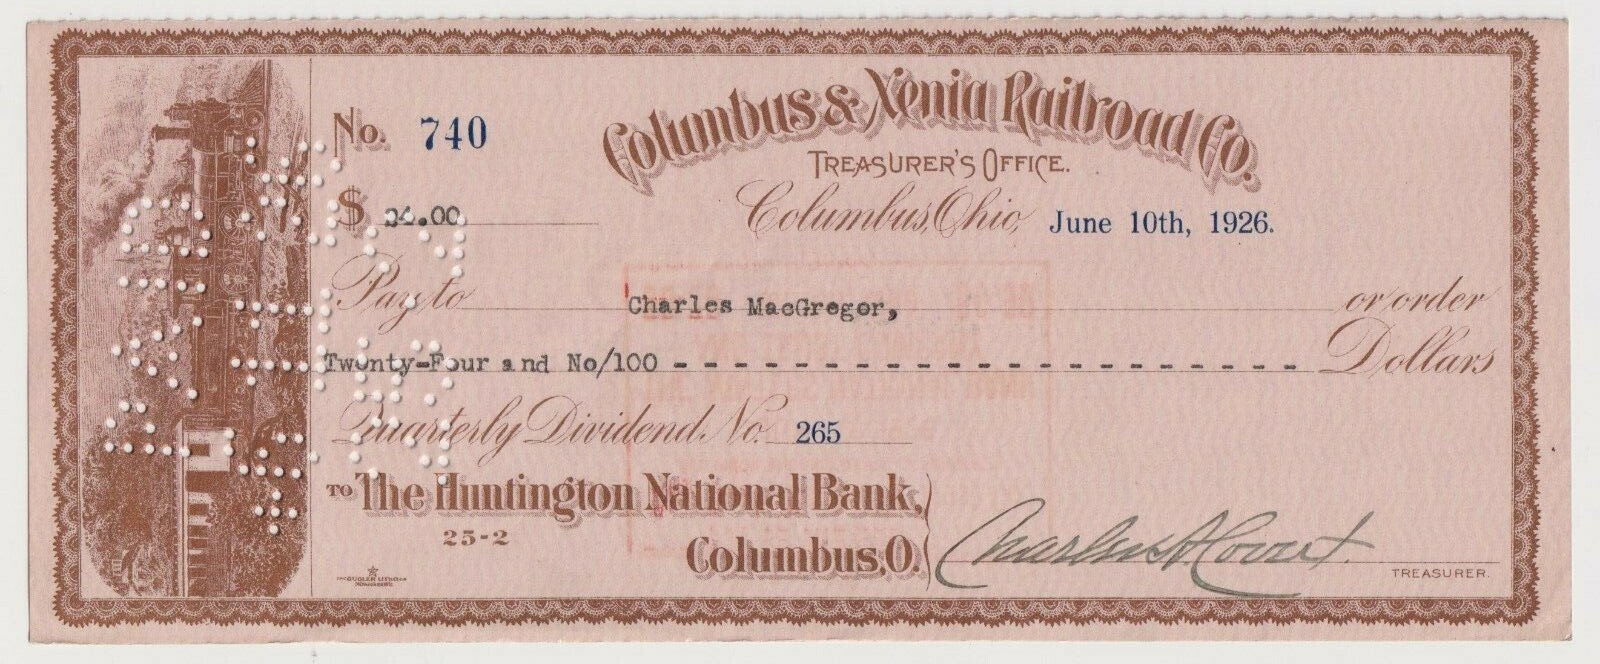 Columbus & Xenia Railroad Co.
No. 740
TREASURER'S OFFICE.
$ 24.00
Columbus, Ohio, June 10th, 1926.
Pay to Charles MacGregor, or order
Twenty-Four and No/100 - - - - - - - - - - - - - - - - - - - - Dollars
Quarterly Dividend No. 265
TO The Huntington National Bank,
25-2
Columbus, O.
TREASURER.